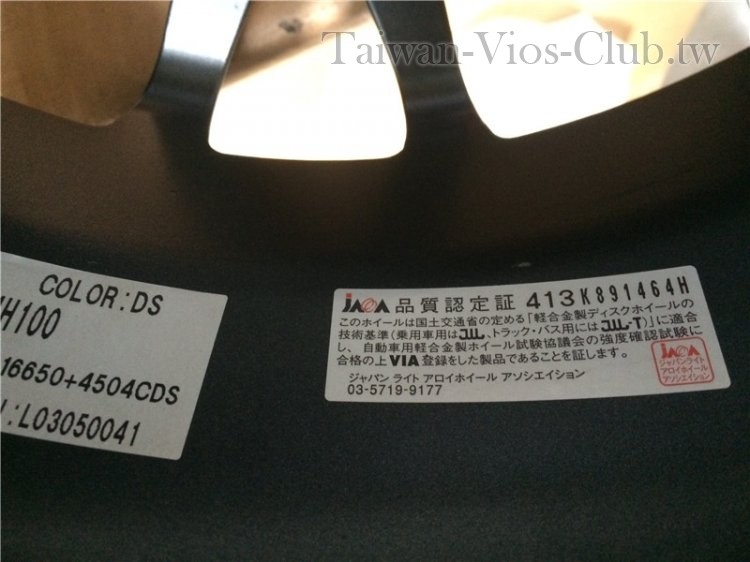 Taiwan-Vios-Club.tw
COLOR:DS
H100
16650+4504CDS
:L03050041
JAWA 品質認定証 413K891464H
このホイールは国土交通省の定める「軽合金製ディスクホイールの
技術基準(乗用車用はJWL、トラック・バス用にはJWL-T)」に適合
し、自動車用軽合金製ホイール試験協議会の強度確認試験に
合格の上VIA登録をした製品であることを証します。
ジャパン ライト アロイホイール アソシエイション
03-5719-9177
JAWA
ジャパンライト
アロイホイール
アソシエイション